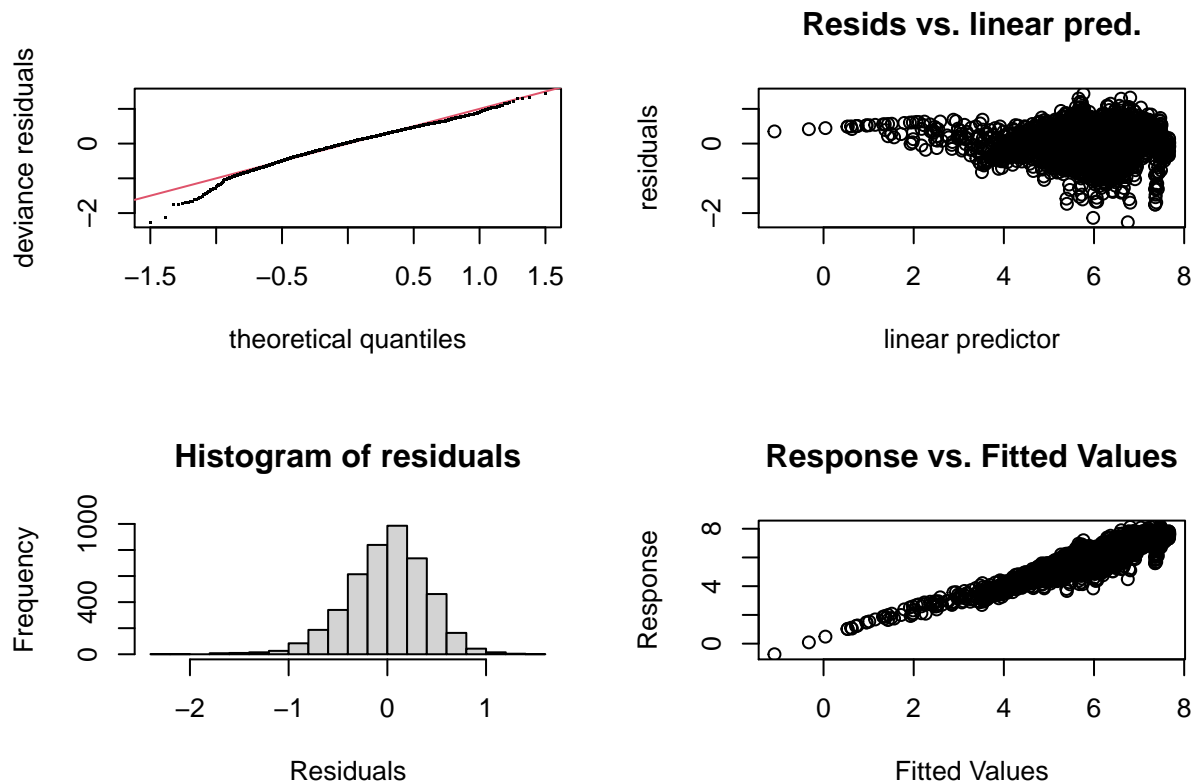 deviance residuals
−2
0
−1.5
−0.5
0.5
1.0
1.5
theoretical quantiles
Resids vs. linear pred.
residuals
−2
0
0
2
4
6
8
linear predictor
Histogram of residuals
Frequency
0
400
1000
−2
−1
0
1
Residuals
Response vs. Fitted Values
Response
0
4
8
0
2
4
6
8
Fitted Values